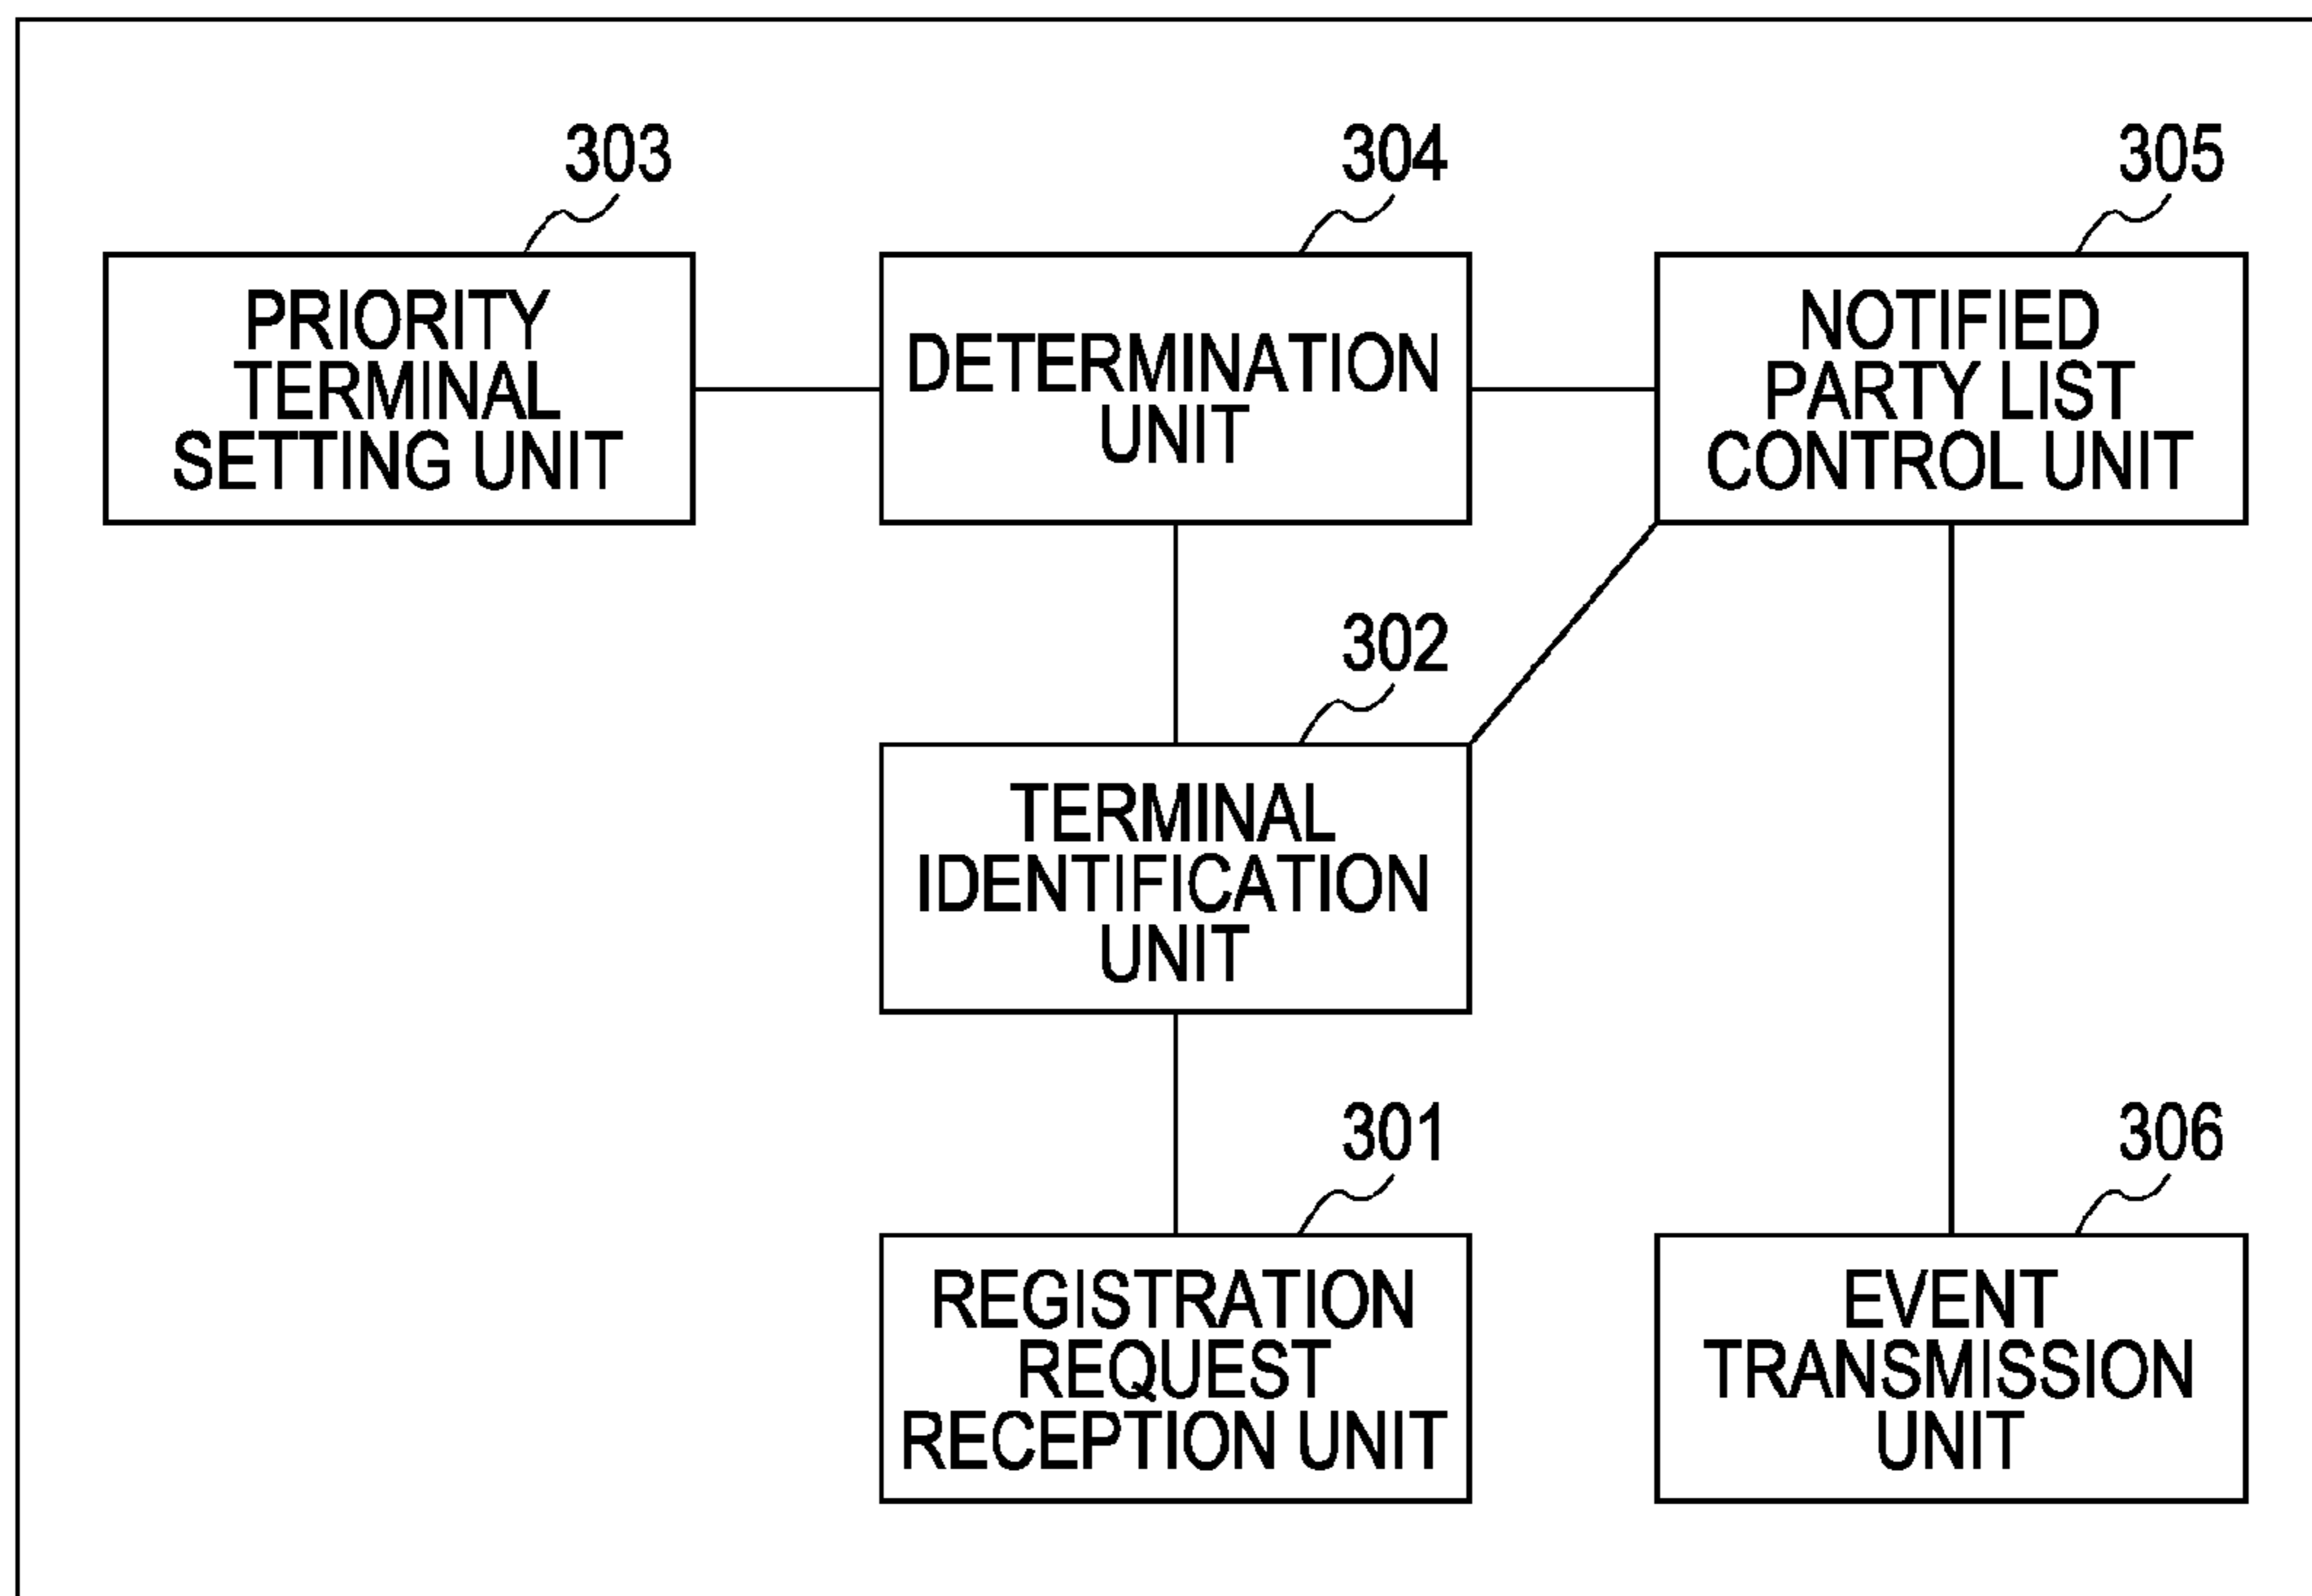 303
PRIORITY
TERMINAL
SETTING UNIT
304
DETERMINATION
UNIT
305
NOTIFIED
PARTY LIST
CONTROL UNIT
302
TERMINAL
IDENTIFICATION
UNIT
301
REGISTRATION
REQUEST
RECEPTION UNIT
306
EVENT
TRANSMISSION
UNIT